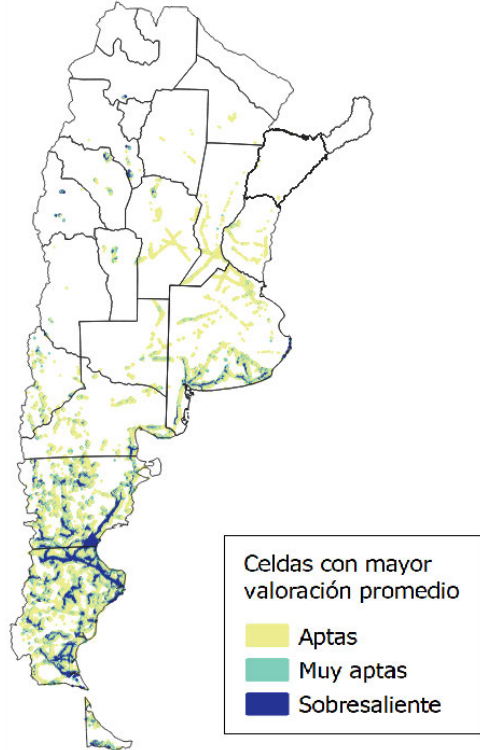 Celdas con mayor
valoración promedio
Aptas
Muy aptas
Sobresaliente